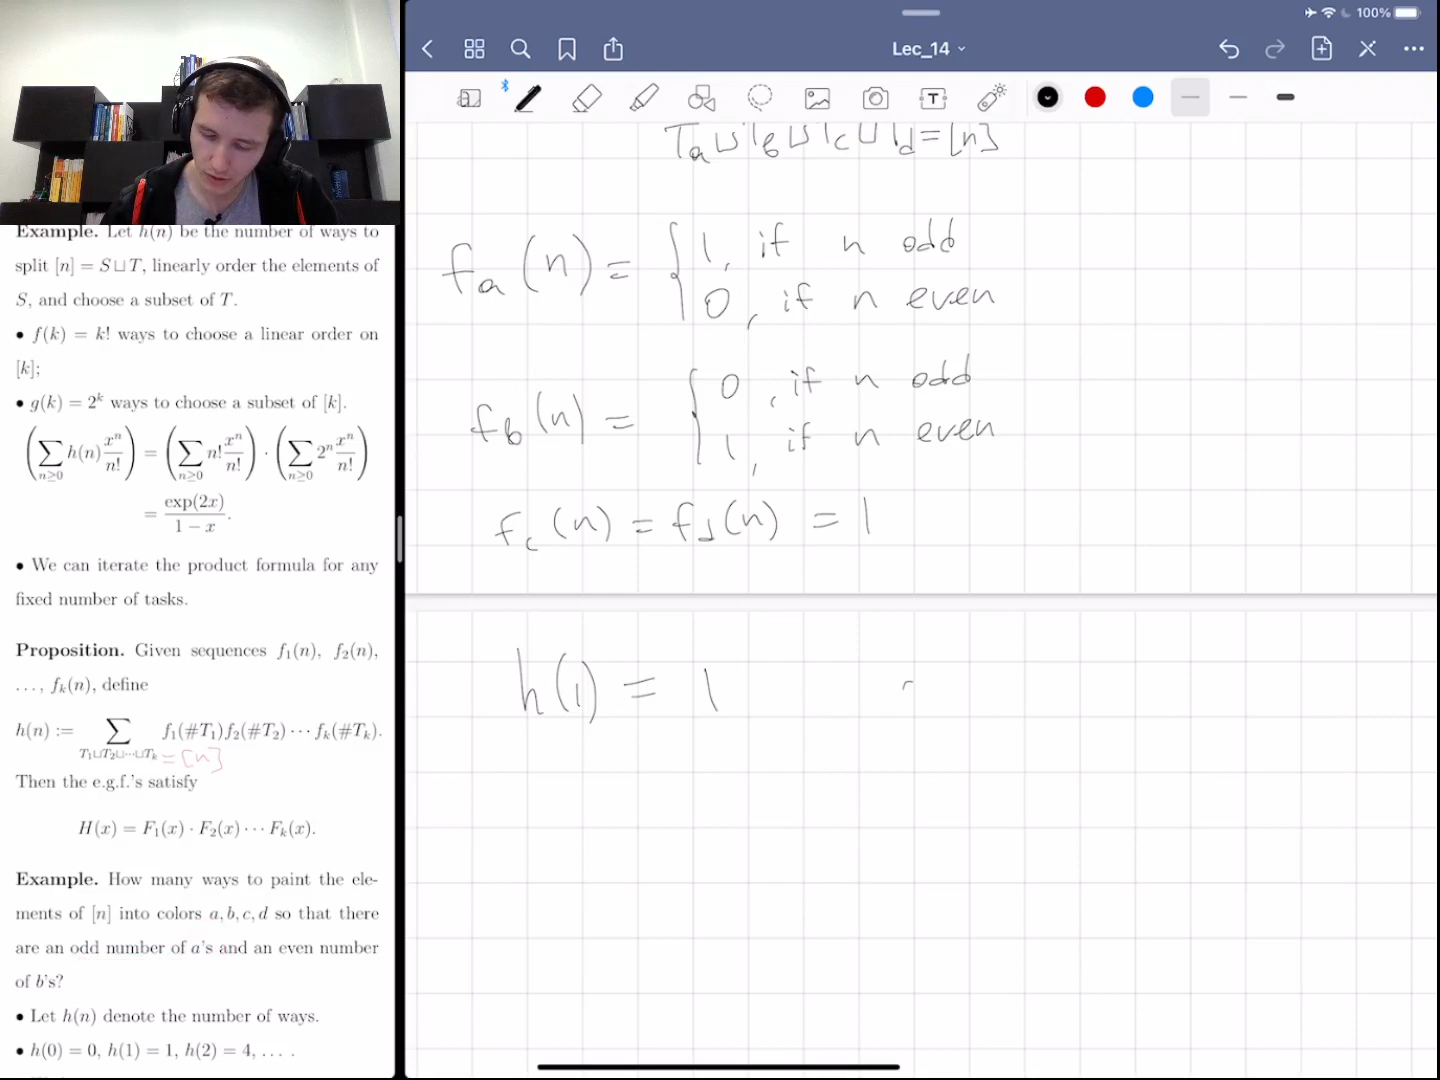 100%
Lec_14
T_a ⊔ T_b ⊔ T_c ⊔ T_d = [n]
f_a(n) = { 1, if n odd
0, if n even
f_b(n) = { 0, if n odd
1, if n even
f_c(n) = f_d(n) = 1
h(1) = 1
Example. Let h(n) be the number of ways to
split [n] = S⊔T, linearly order the elements of
S, and choose a subset of T.
• f(k) = k! ways to choose a linear order on
[k];
• g(k) = 2^k ways to choose a subset of [k].
(∑_{n≥0} h(n) x^n/n!) = (∑_{n≥0} n! x^n/n!) · (∑_{n≥0} 2^n x^n/n!)
= exp(2x)/(1 − x).
• We can iterate the product formula for any
fixed number of tasks.
Proposition. Given sequences f_1(n), f_2(n),
…, f_k(n), define
h(n) := ∑_{T_1⊔T_2⊔···⊔T_k = [n]} f_1(#T_1)f_2(#T_2)···f_k(#T_k).
Then the e.g.f.'s satisfy
H(x) = F_1(x) · F_2(x) ··· F_k(x).
Example. How many ways to paint the ele-
ments of [n] into colors a, b, c, d so that there
are an odd number of a's and an even number
of b's?
• Let h(n) denote the number of ways.
• h(0) = 0, h(1) = 1, h(2) = 4, ….